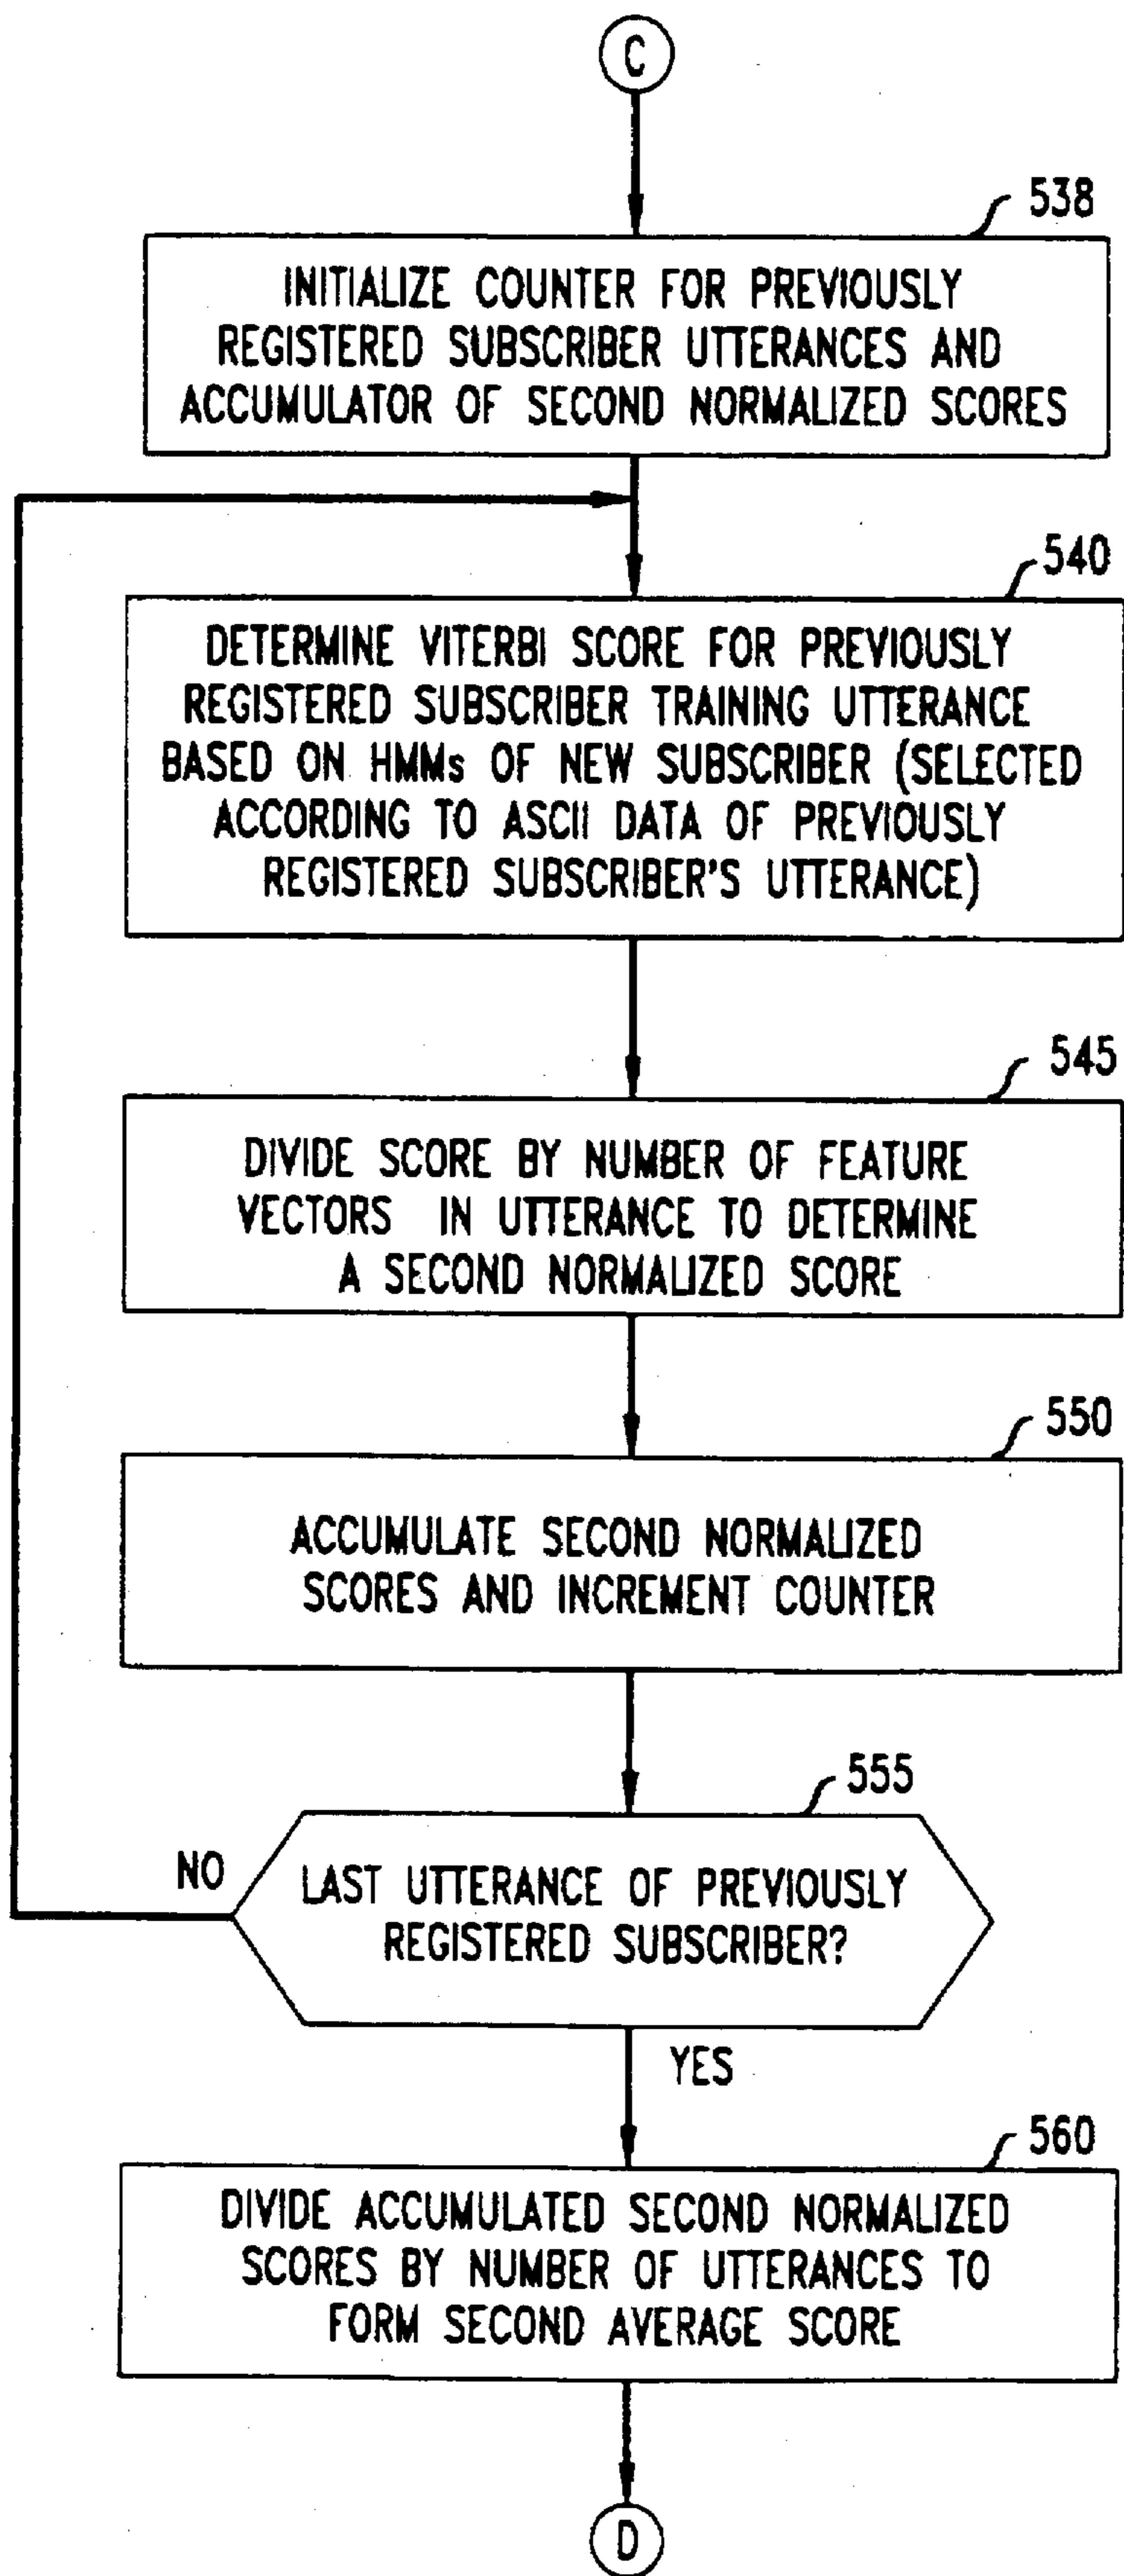 C
538
INITIALIZE COUNTER FOR PREVIOUSLY
REGISTERED SUBSCRIBER UTTERANCES AND
ACCUMULATOR OF SECOND NORMALIZED SCORES
540
DETERMINE VITERBI SCORE FOR PREVIOUSLY
REGISTERED SUBSCRIBER TRAINING UTTERANCE
BASED ON HMMs OF NEW SUBSCRIBER (SELECTED
ACCORDING TO ASCII DATA OF PREVIOUSLY
REGISTERED SUBSCRIBER'S UTTERANCE)
545
DIVIDE SCORE BY NUMBER OF FEATURE
VECTORS IN UTTERANCE TO DETERMINE
A SECOND NORMALIZED SCORE
550
ACCUMULATE SECOND NORMALIZED
SCORES AND INCREMENT COUNTER
555
NO
LAST UTTERANCE OF PREVIOUSLY
REGISTERED SUBSCRIBER?
YES
560
DIVIDE ACCUMULATED SECOND NORMALIZED
SCORES BY NUMBER OF UTTERANCES TO
FORM SECOND AVERAGE SCORE
D